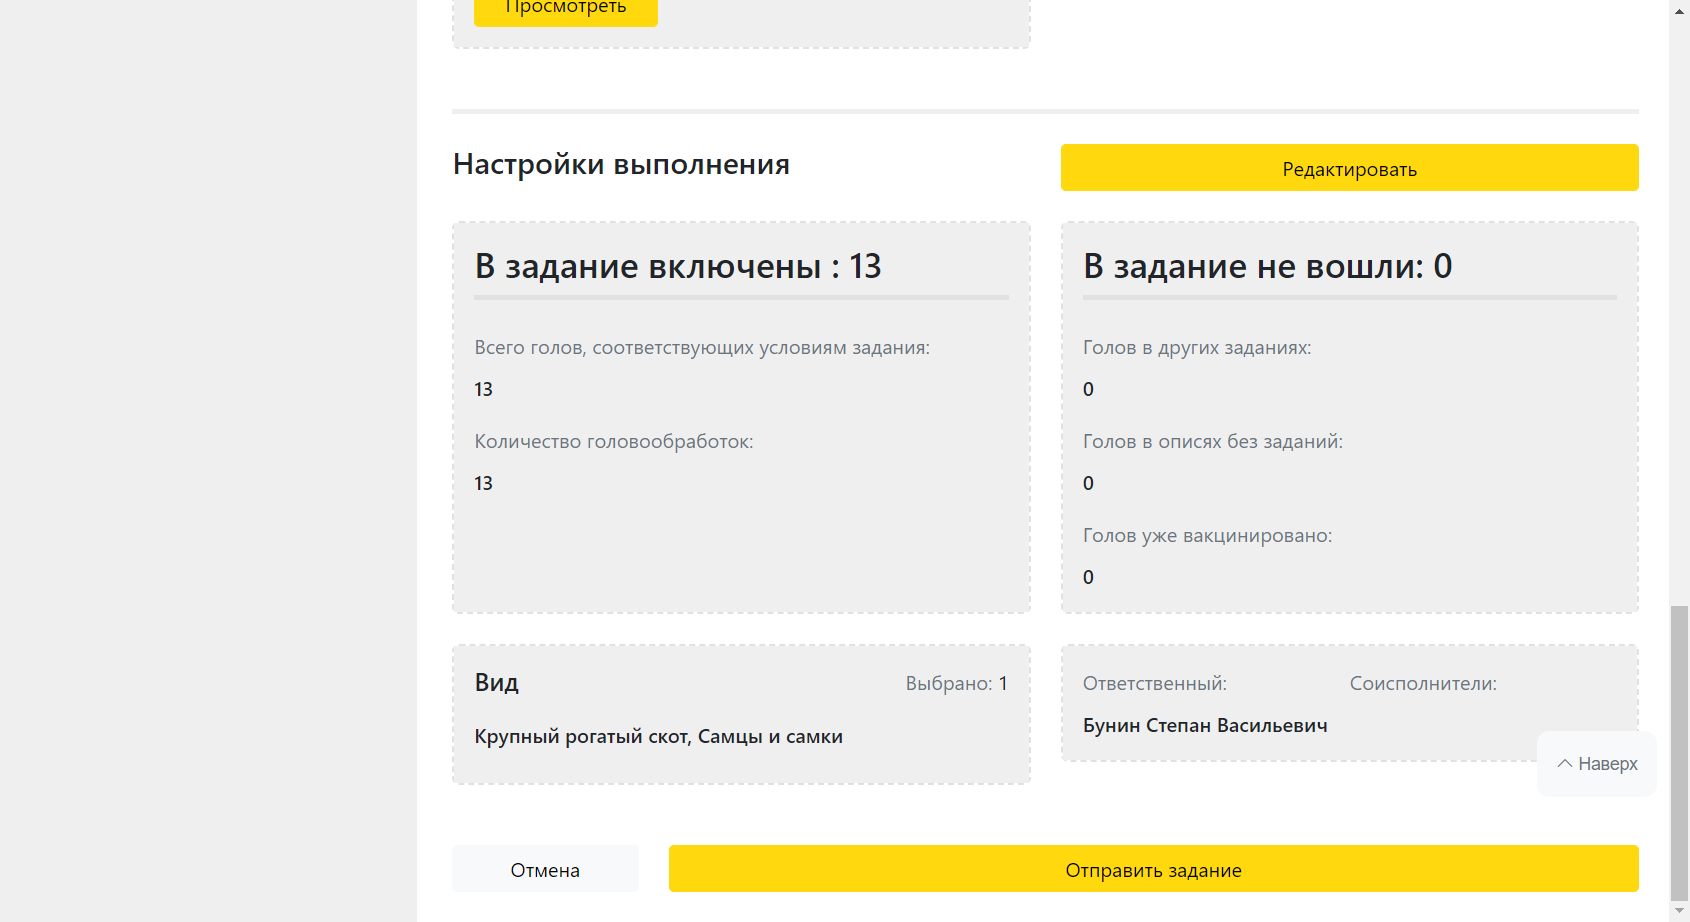 Просмотреть
Настройки выполнения
Редактировать
В задание включены : 13
Всего голов, соответствующих условиям задания:
13
Количество головообработок:
13
В задание не вошли: 0
Голов в других заданиях:
0
Голов в описях без заданий:
0
Голов уже вакцинировано:
0
Вид
Выбрано: 1
Крупный рогатый скот, Самцы и самки
Ответственный:
Бунин Степан Васильевич
Соисполнители:
Наверх
Отмена
Отправить задание